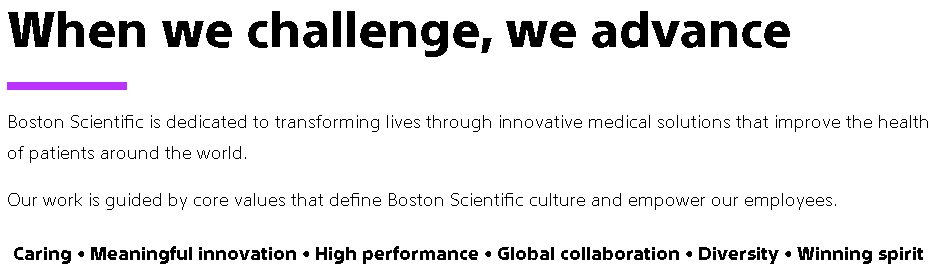 When we challenge, we advance
Boston Scientific is dedicated to transforming lives through innovative medical solutions that improve the health
of patients around the world.
Our work is guided by core values that define Boston Scientific culture and empower our employees.
Caring • Meaningful innovation • High performance • Global collaboration • Diversity • Winning spirit